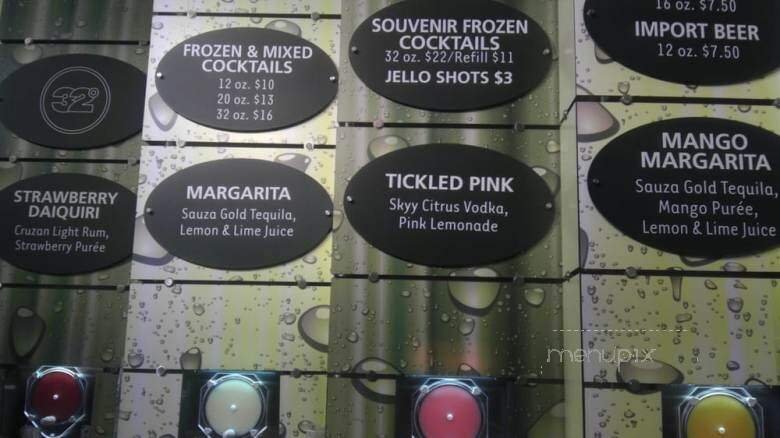 32°
FROZEN & MIXED
COCKTAILS
12 oz. $10
20 oz. $13
32 oz. $16
SOUVENIR FROZEN
COCKTAILS
32 oz. $22/Refill $11
JELLO SHOTS $3
16 oz. $7.50
IMPORT BEER
12 oz. $7.50
STRAWBERRY
DAIQUIRI
Cruzan Light Rum,
Strawberry Purée
MARGARITA
Sauza Gold Tequila,
Lemon & Lime Juice
TICKLED PINK
Skyy Citrus Vodka,
Pink Lemonade
MANGO
MARGARITA
Sauza Gold Tequila,
Mango Purée,
Lemon & Lime Juice
menupix